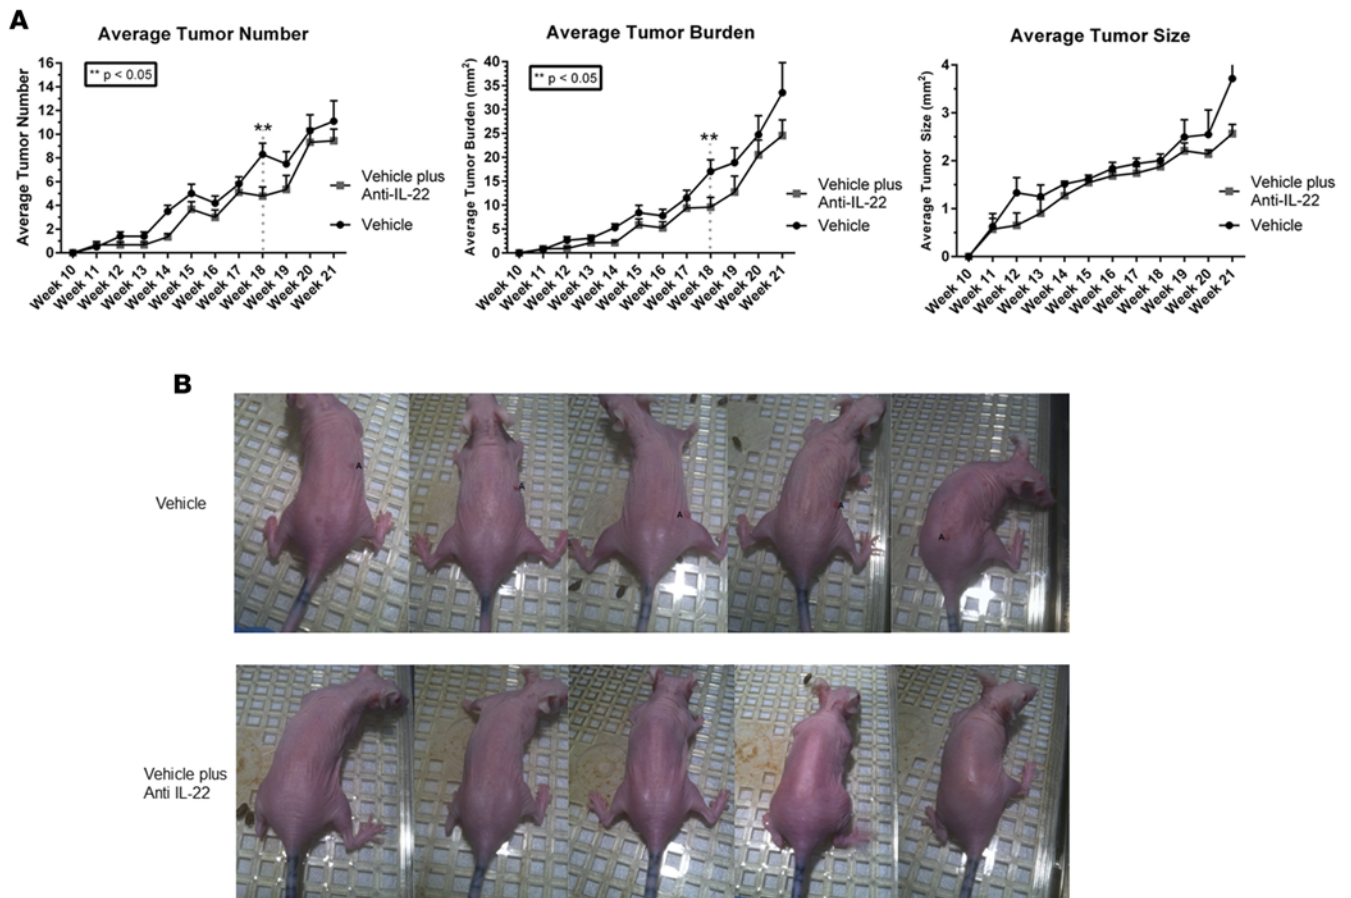 A
Average Tumor Number
Average Tumor Number
16
14
12
10
8
6
4
2
0
** p < 0.05
**
Week 10
Week 11
Week 12
Week 13
Week 14
Week 15
Week 16
Week 17
Week 18
Week 19
Week 20
Week 21
Vehicle plus
Anti-IL-22
Vehicle
Average Tumor Burden
Average Tumor Burden (mm²)
40
35
30
25
20
15
10
5
0
** p < 0.05
**
Week 10
Week 11
Week 12
Week 13
Week 14
Week 15
Week 16
Week 17
Week 18
Week 19
Week 20
Week 21
Vehicle plus
Anti-IL-22
Vehicle
Average Tumor Size
Average Tumor Size (mm²)
4
3
2
1
0
Week 10
Week 11
Week 12
Week 13
Week 14
Week 15
Week 16
Week 17
Week 18
Week 19
Week 20
Week 21
Vehicle plus
Anti-IL-22
Vehicle
B
Vehicle
A
A
A
A
A
Vehicle plus
Anti IL-22